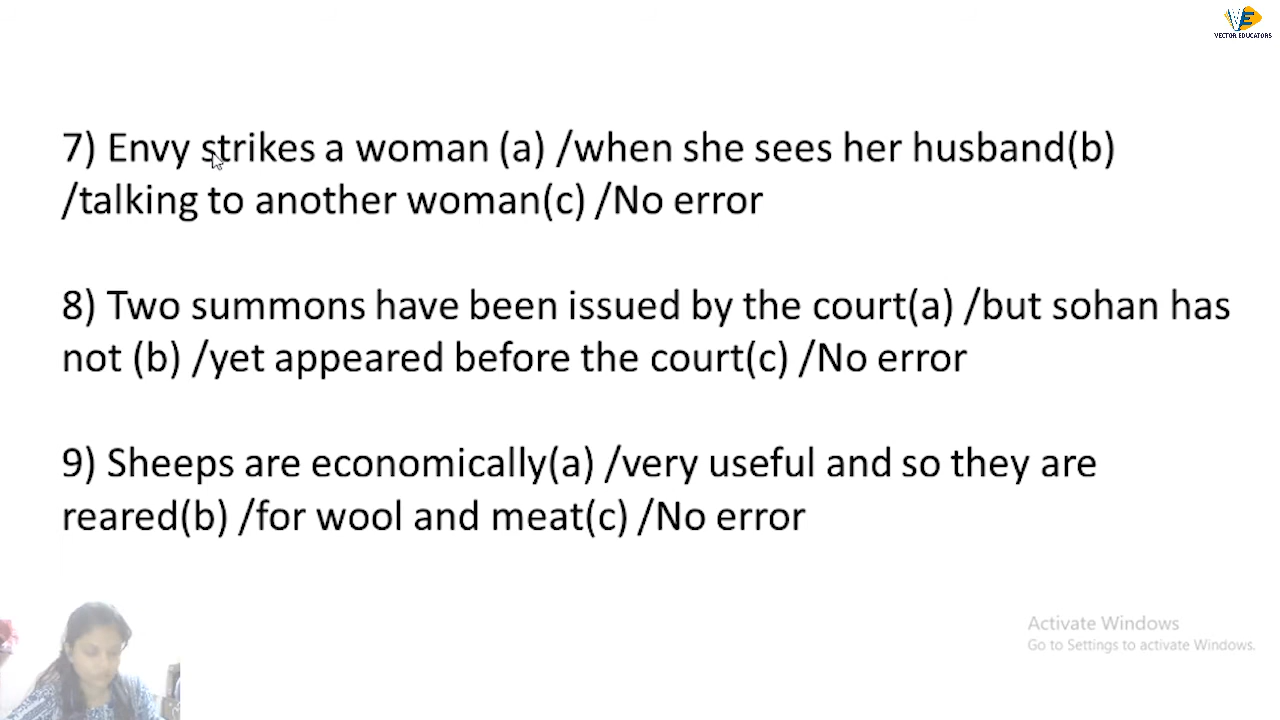 VE
VECTOR EDUCATORS
7) Envy strikes a woman (a) /when she sees her husband(b)
/talking to another woman(c) /No error
8) Two summons have been issued by the court(a) /but sohan has
not (b) /yet appeared before the court(c) /No error
9) Sheeps are economically(a) /very useful and so they are
reared(b) /for wool and meat(c) /No error
Activate Windows
Go to Settings to activate Windows.